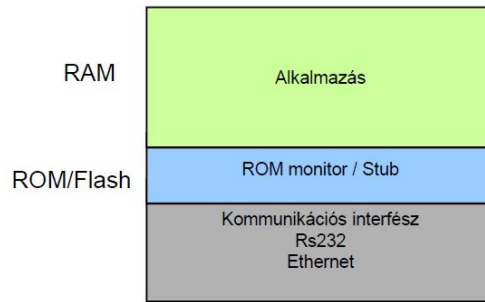 RAM
Alkalmazás
ROM/Flash
ROM monitor / Stub
Kommunikációs interfész
Rs232
Ethernet